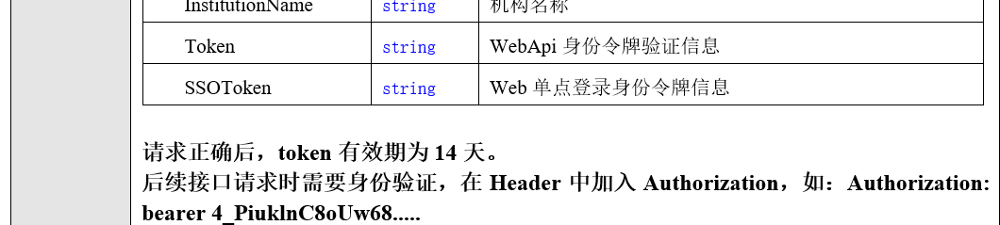 InstitutionName string 机构名称
Token string WebApi 身份令牌验证信息
SSOToken string Web 单点登录身份令牌信息
请求正确后，token 有效期为 14 天。
后续接口请求时需要身份验证，在 Header 中加入 Authorization，如：Authorization:
bearer 4_PiuklnC8oUw68.....